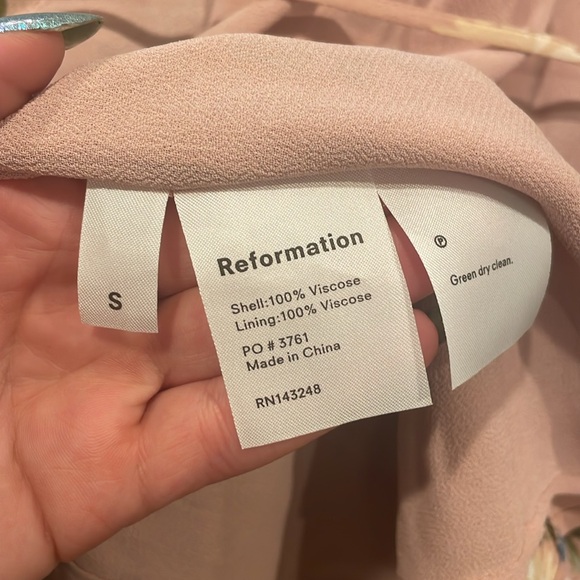 S
Reformation
Shell:100% Viscose
Lining:100% Viscose
PO # 3761
Made in China
RN143248
Ⓟ
Green dry clean.